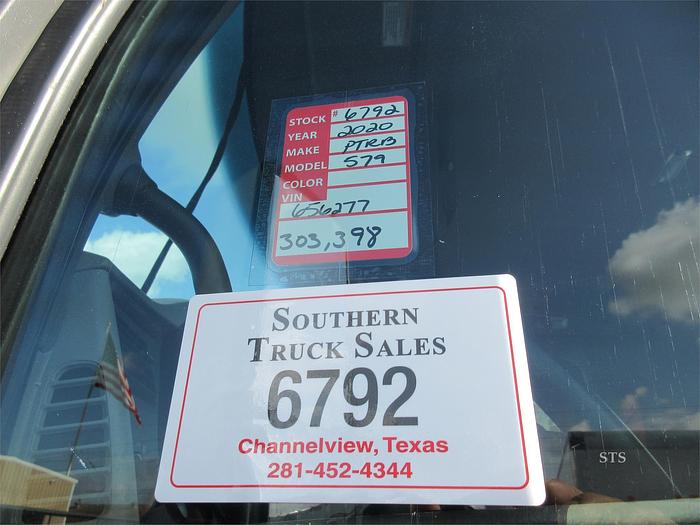 STOCK # 6792
YEAR 2020
MAKE PTRB
MODEL 579
COLOR
VIN
656277
303,398
SOUTHERN
TRUCK SALES
6792
Channelview, Texas
281-452-4344
STS